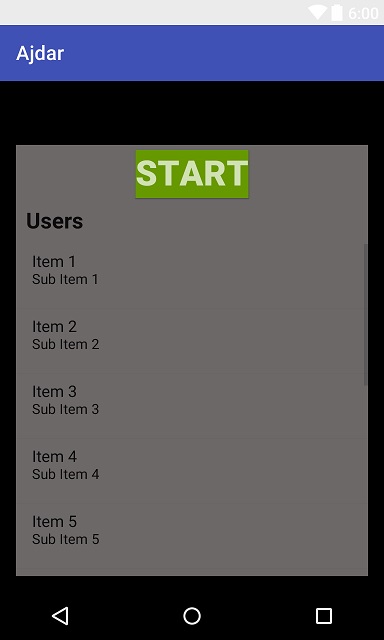 6:00
Ajdar
START
Users
Item 1
Sub Item 1
Item 2
Sub Item 2
Item 3
Sub Item 3
Item 4
Sub Item 4
Item 5
Sub Item 5